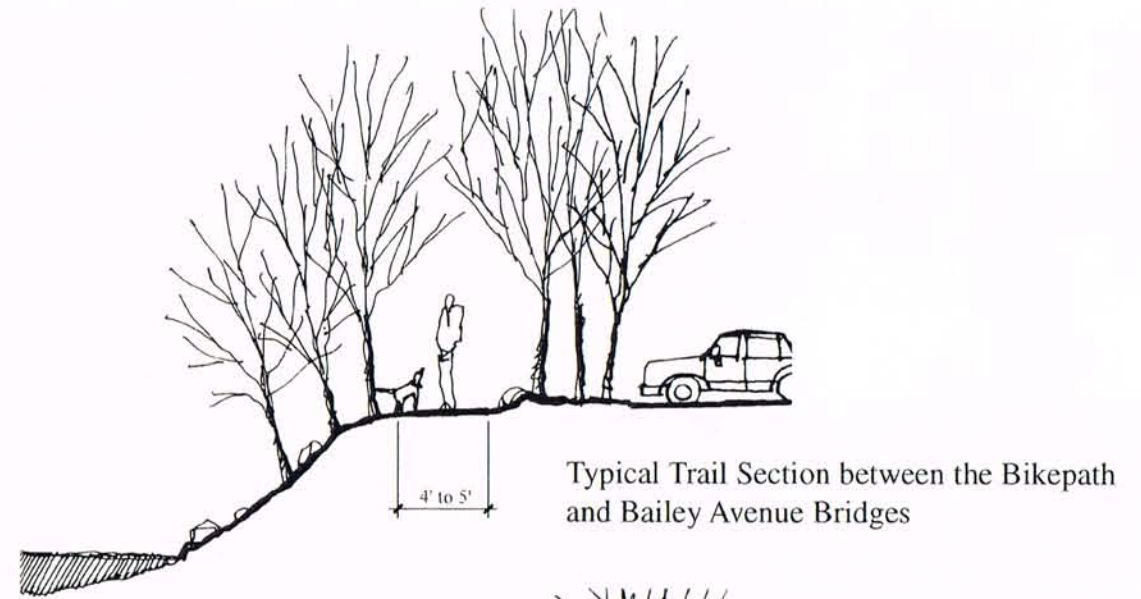 4' to 5'
Typical Trail Section between the Bikepath
and Bailey Avenue Bridges